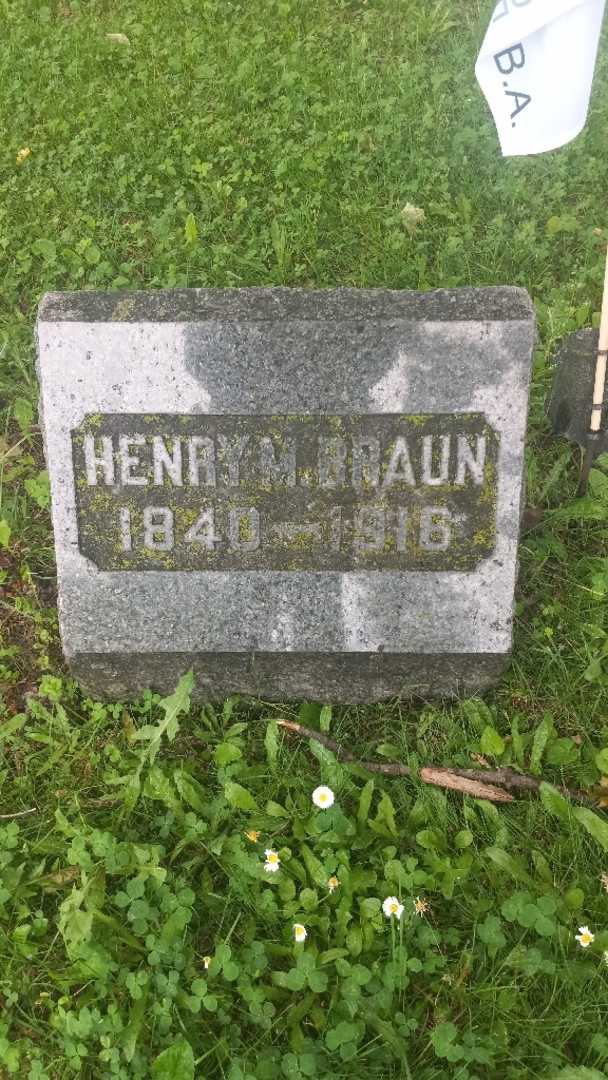 B.A.
HENRY M. BRAUN
1840 – 1916